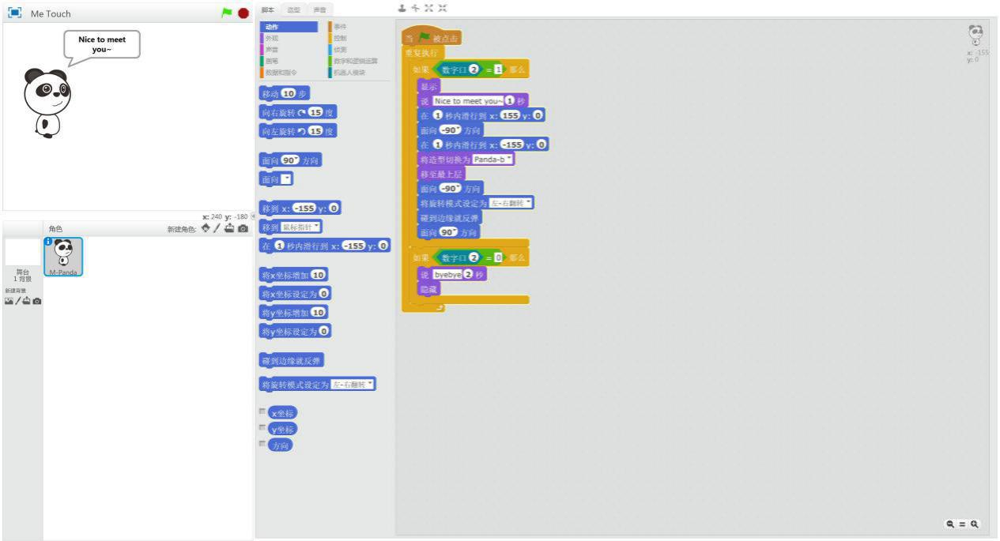 Me Touch
Nice to meet
you~
x: 240 y: -180
角色
新建角色:
舞台
1 背景
新建背景
M-Panda
脚本 造型 声音
动作 事件
外观 控制
声音 侦测
画笔 数字和逻辑运算
数据和指令 机器人模块
移动 10 步
向右旋转 15 度
向左旋转 15 度
面向 90 方向
面向
移到 x: -155 y: 0
移到 鼠标指针
在 1 秒内滑行到 x: -155 y: 0
将x坐标增加 10
将x坐标设定为 0
将y坐标增加 10
将y坐标设定为 0
碰到边缘就反弹
将旋转模式设定为 左-右翻转
x坐标
y坐标
方向
当 被点击
重复执行
如果 数字口 2 = 1 那么
显示
说 Nice to meet you~ 1 秒
在 1 秒内滑行到 x: 155 y: 0
面向 -90 方向
在 1 秒内滑行到 x: -155 y: 0
将造型切换为 Panda-b
移至最上层
面向 -90 方向
将旋转模式设定为 左-右翻转
碰到边缘就反弹
面向 90 方向
如果 数字口 2 = 0 那么
说 byebye 2 秒
隐藏
x: -155
y: 0